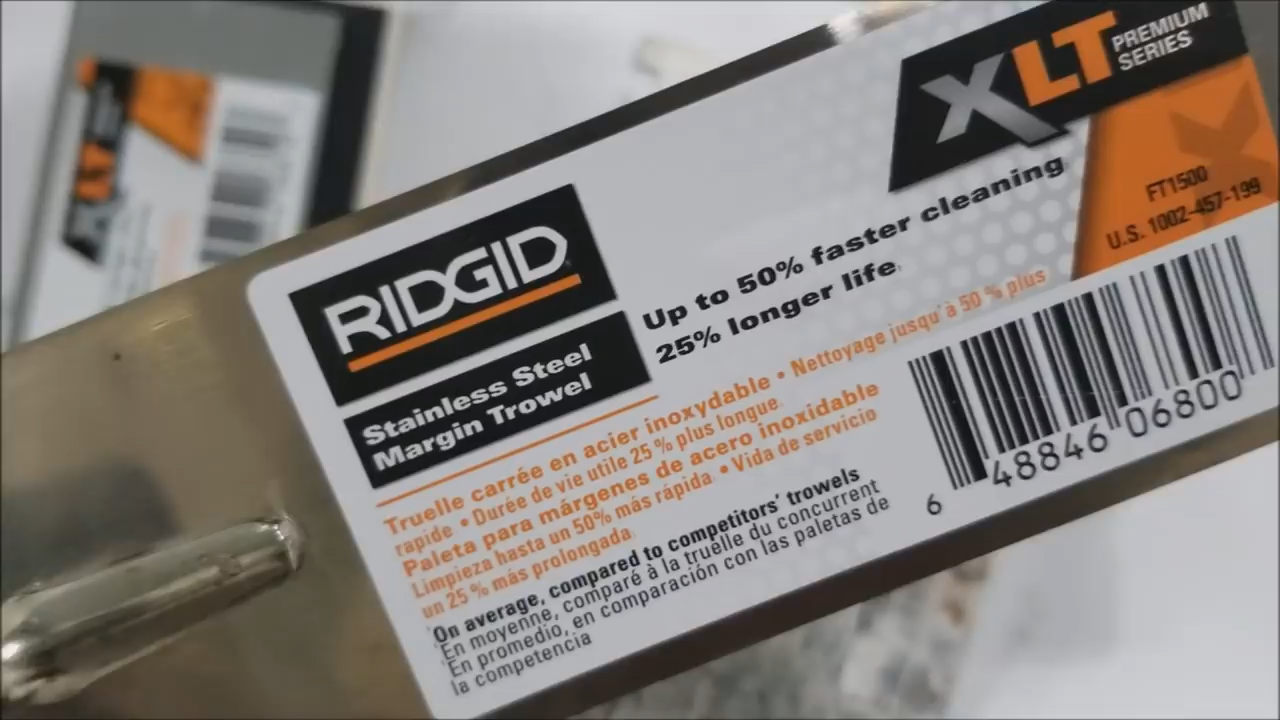 XLT
PREMIUM
SERIES
FT1500
U.S. 1002-457-199
RIDGID
Stainless Steel
Margin Trowel
Up to 50% faster cleaning
25% longer life
Truelle carrée en acier inoxydable • Nettoyage jusqu'à 50 % plus
rapide • Durée de vie utile 25 % plus longue
Paleta para márgenes de acero inoxidable
Limpieza hasta un 50% más rápida • Vida de servicio
un 25 % más prolongada
On average, compared to competitors' trowels
En moyenne, comparé à la truelle du concurrent
En promedio, en comparación con las paletas de
la competencia
6 48846 06800